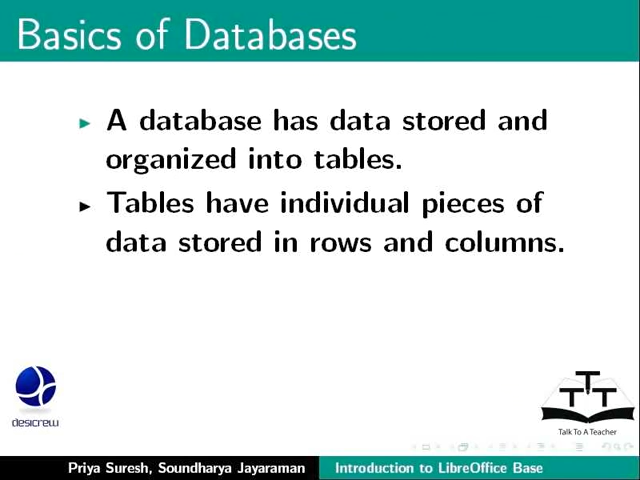 Basics of Databases
A database has data stored and
organized into tables.
Tables have individual pieces of
data stored in rows and columns.
desicrew
T T T
Talk To A Teacher
Priya Suresh, Soundharya Jayaraman Introduction to LibreOffice Base